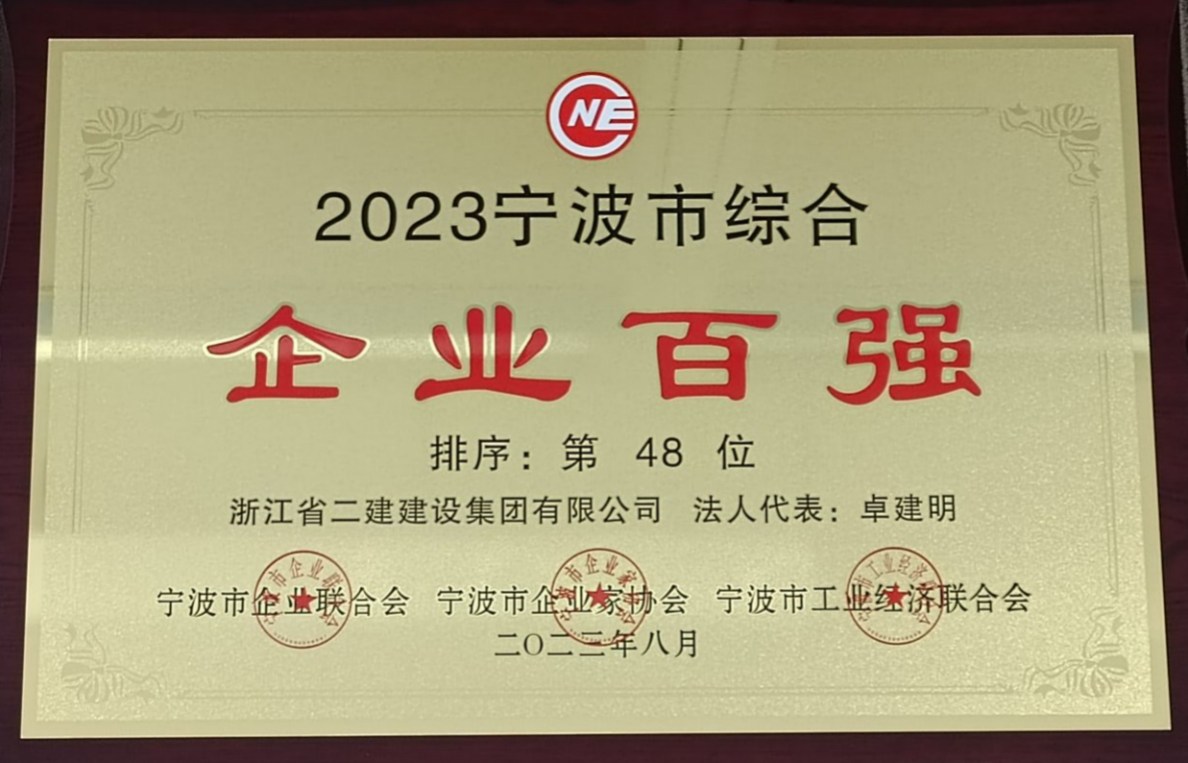 CNE
2023宁波市综合
企业百强
排序：第 48 位
浙江省二建建设集团有限公司 法人代表：卓建明
宁波市企业联合会 宁波市企业家协会 宁波市工业经济联合会
二〇二三年八月